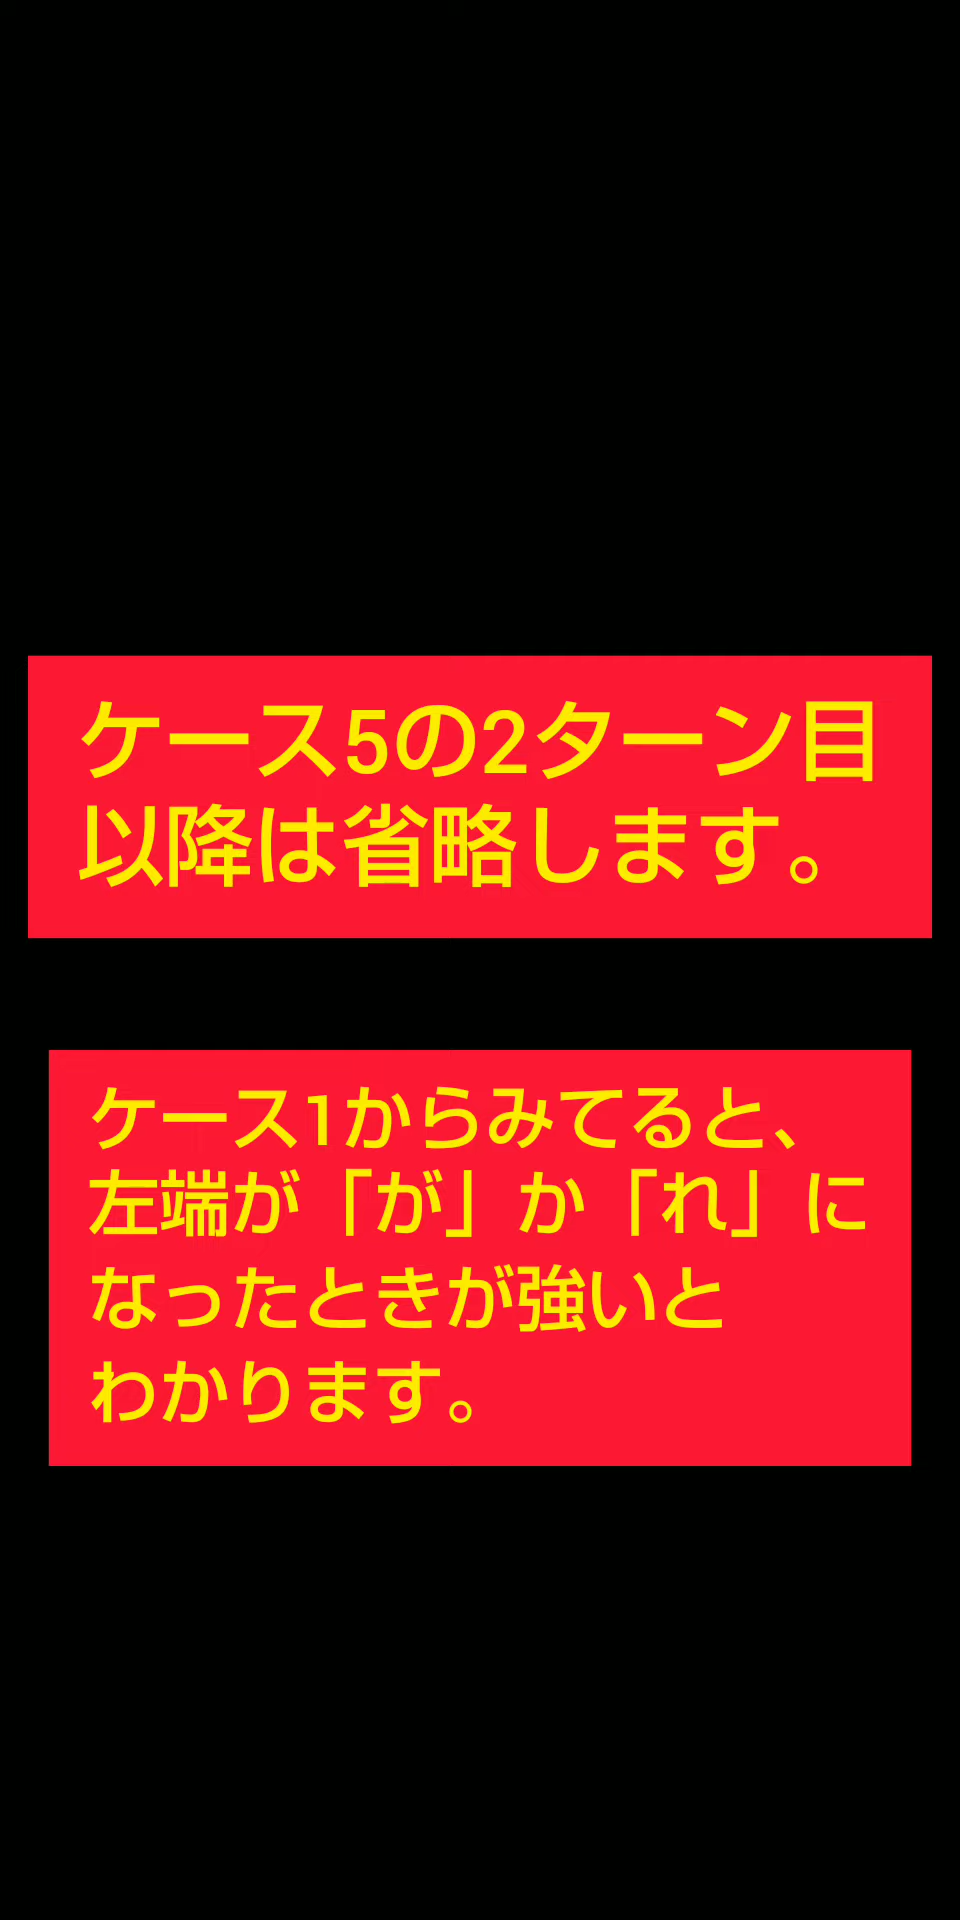 ケース5の2ターン目
以降は省略します。
ケース1からみてると、
左端が「が」か「れ」に
なったときが強いと
わかります。